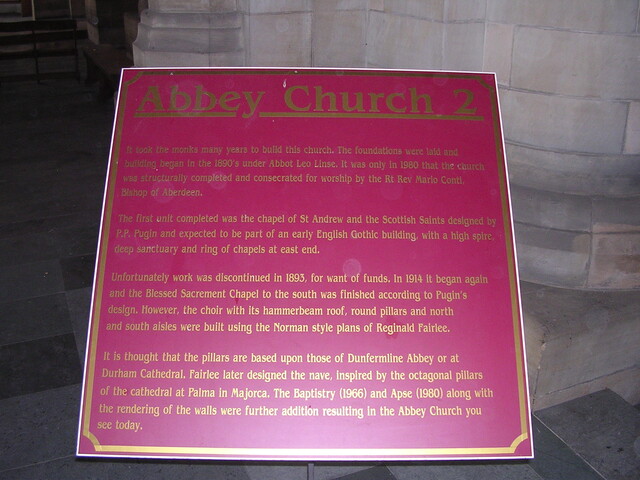 Abbey Church 2
It took the monks many years to build this church. The foundations were laid and
building began in the 1890's under Abbot Leo Linse. It was only in 1980 that the church
was structurally completed and consecrated for worship by the Rt Rev Mario Conti,
Bishop of Aberdeen.
The first unit completed was the chapel of St Andrew and the Scottish Saints designed by
P.P. Pugin and expected to be part of an early English Gothic building, with a high spire,
deep sanctuary and ring of chapels at east end.
Unfortunately work was discontinued in 1893, for want of funds. In 1914 it began again
and the Blessed Sacrement Chapel to the south was finished according to Pugin's
design. However, the choir with its hammerbeam roof, round pillars and north
and south aisles were built using the Norman style plans of Reginald Fairlee.
It is thought that the pillars are based upon those of Dunfermline Abbey or at
Durham Cathedral. Fairlee later designed the nave, inspired by the octagonal pillars
of the cathedral at Palma in Majorca. The Baptistry (1966) and Apse (1980) along with
the rendering of the walls were further addition resulting in the Abbey Church you
see today.